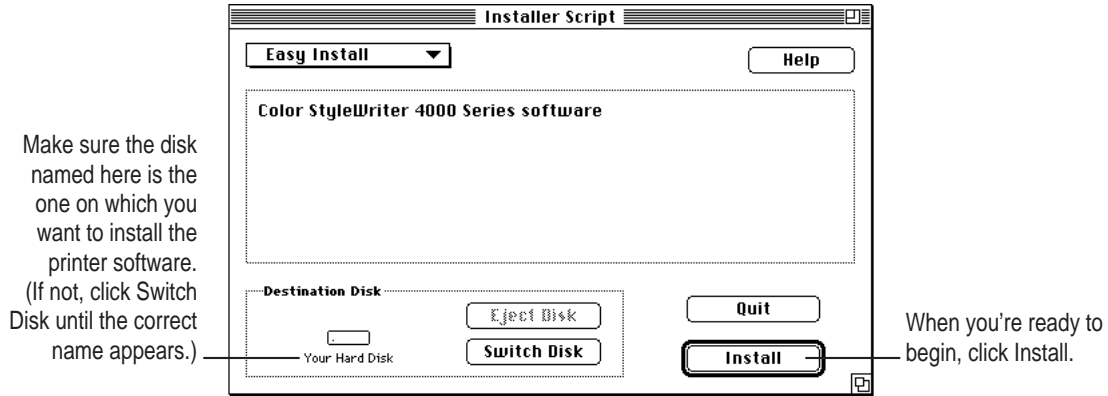 Installer Script
Easy Install
Help
Color StyleWriter 4000 Series software
Make sure the disk
named here is the
one on which you
want to install the
printer software.
(If not, click Switch
Disk until the correct
name appears.)
Destination Disk
Eject Disk
Your Hard Disk
Switch Disk
Quit
Install
When you're ready to
begin, click Install.